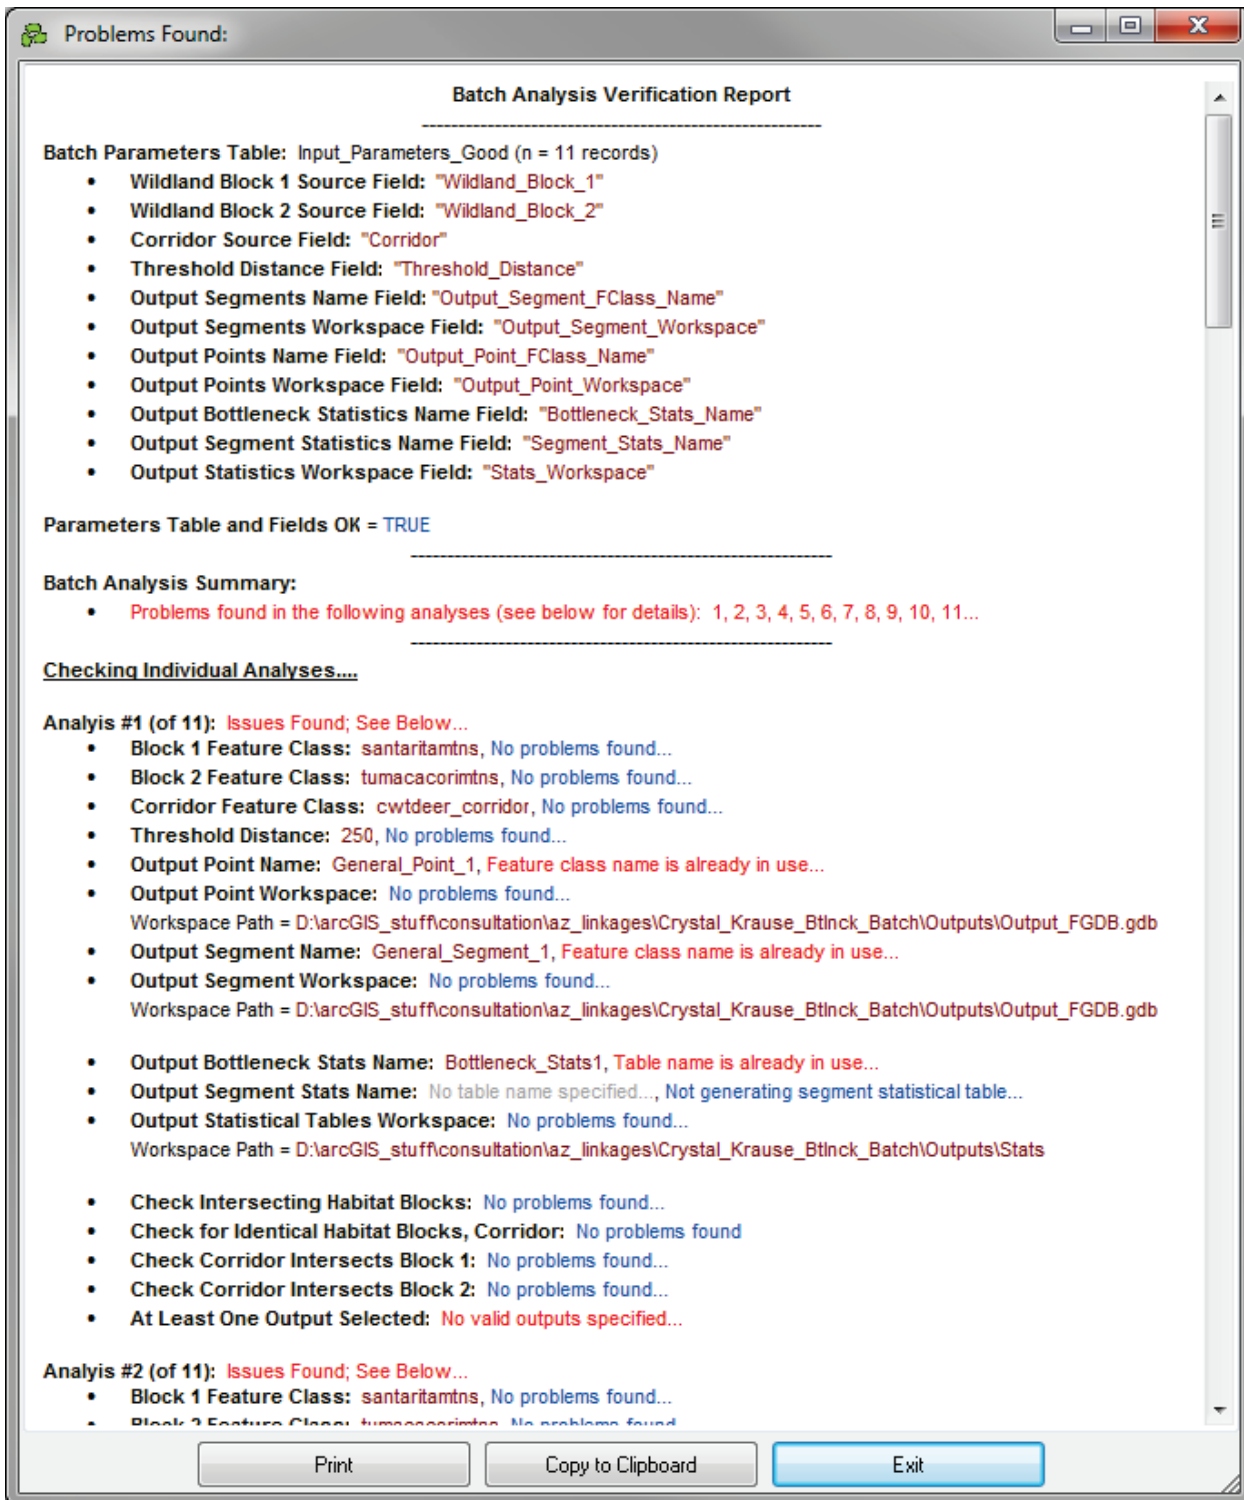 Problems Found:
Batch Analysis Verification Report
--------------------------------------------------------
Batch Parameters Table: Input_Parameters_Good (n = 11 records)
• Wildland Block 1 Source Field: "Wildland_Block_1"
• Wildland Block 2 Source Field: "Wildland_Block_2"
• Corridor Source Field: "Corridor"
• Threshold Distance Field: "Threshold_Distance"
• Output Segments Name Field: "Output_Segment_FClass_Name"
• Output Segments Workspace Field: "Output_Segment_Workspace"
• Output Points Name Field: "Output_Point_FClass_Name"
• Output Points Workspace Field: "Output_Point_Workspace"
• Output Bottleneck Statistics Name Field: "Bottleneck_Stats_Name"
• Output Segment Statistics Name Field: "Segment_Stats_Name"
• Output Statistics Workspace Field: "Stats_Workspace"
Parameters Table and Fields OK = TRUE
-----------------------------------------------------------
Batch Analysis Summary:
• Problems found in the following analyses (see below for details): 1, 2, 3, 4, 5, 6, 7, 8, 9, 10, 11...
-----------------------------------------------------------
Checking Individual Analyses....
Analyis #1 (of 11): Issues Found; See Below...
• Block 1 Feature Class: santaritamtns, No problems found...
• Block 2 Feature Class: tumacacorimtns, No problems found...
• Corridor Feature Class: cwtdeer_corridor, No problems found...
• Threshold Distance: 250, No problems found...
• Output Point Name: General_Point_1, Feature class name is already in use...
• Output Point Workspace: No problems found...
Workspace Path = D:\arcGIS_stuff\consultation\az_linkages\Crystal_Krause_Btlnck_Batch\Outputs\Output_FGDB.gdb
• Output Segment Name: General_Segment_1, Feature class name is already in use...
• Output Segment Workspace: No problems found...
Workspace Path = D:\arcGIS_stuff\consultation\az_linkages\Crystal_Krause_Btlnck_Batch\Outputs\Output_FGDB.gdb
• Output Bottleneck Stats Name: Bottleneck_Stats1, Table name is already in use...
• Output Segment Stats Name: No table name specified..., Not generating segment statistical table...
• Output Statistical Tables Workspace: No problems found...
Workspace Path = D:\arcGIS_stuff\consultation\az_linkages\Crystal_Krause_Btlnck_Batch\Outputs\Stats
• Check Intersecting Habitat Blocks: No problems found...
• Check for Identical Habitat Blocks, Corridor: No problems found
• Check Corridor Intersects Block 1: No problems found...
• Check Corridor Intersects Block 2: No problems found...
• At Least One Output Selected: No valid outputs specified...
Analyis #2 (of 11): Issues Found; See Below...
• Block 1 Feature Class: santaritamtns, No problems found...
• Block 2 Feature Class: tumacacorimtns, No problems found
Print
Copy to Clipboard
Exit